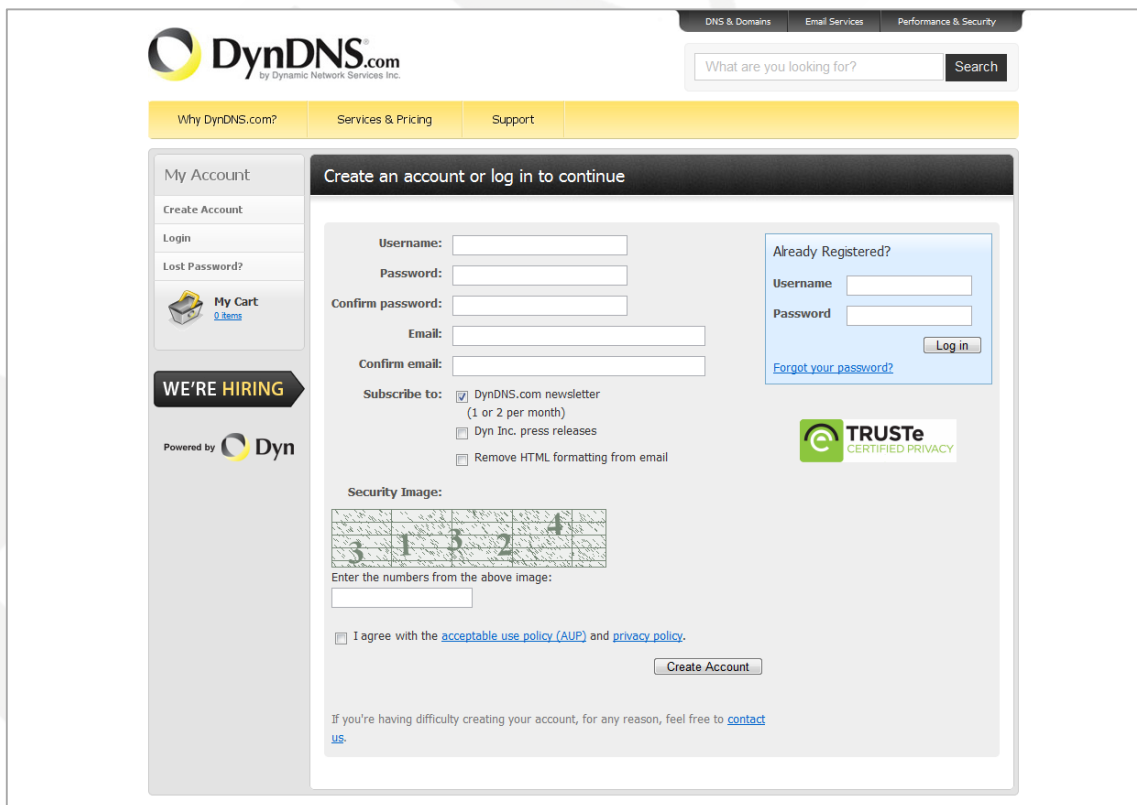 DNS & Domains
Email Services
Performance & Security
DynDNS.com
by Dynamic Network Services Inc.
What are you looking for?
Search
Why DynDNS.com?
Services & Pricing
Support
My Account
Create Account
Login
Lost Password?
My Cart
0 items
WE'RE HIRING
Powered by Dyn
Create an account or log in to continue
Username:
Password:
Confirm password:
Email:
Confirm email:
Subscribe to:
DynDNS.com newsletter
(1 or 2 per month)
Dyn Inc. press releases
Remove HTML formatting from email
Security Image:
3 1 3 2 4
Enter the numbers from the above image:
I agree with the acceptable use policy (AUP) and privacy policy.
Create Account
If you're having difficulty creating your account, for any reason, feel free to contact
us.
Already Registered?
Username
Password
Log in
Forgot your password?
TRUSTe
CERTIFIED PRIVACY